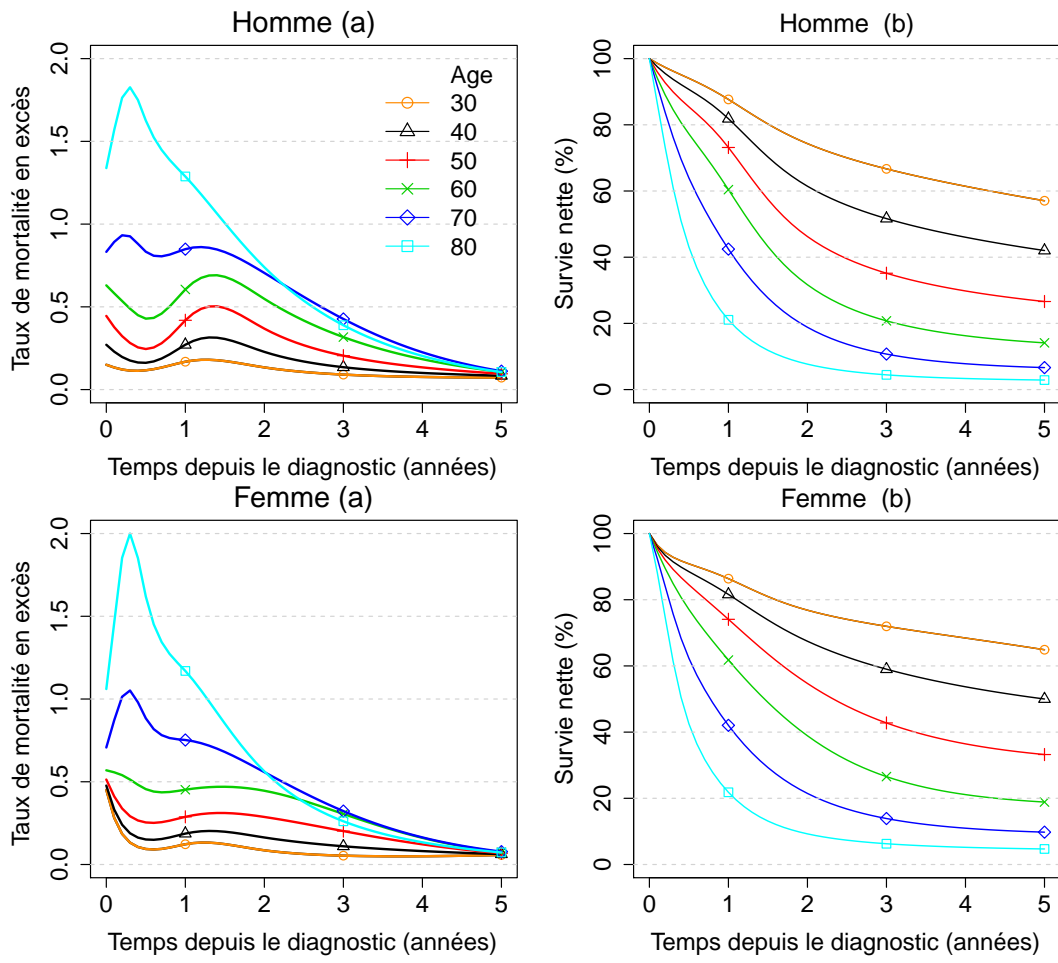 Homme (a)
Taux de mortalité en excès
0.0 0.5 1.0 1.5 2.0
Age
30
40
50
60
70
80
0 1 2 3 4 5
Temps depuis le diagnostic (années)
Homme (b)
Survie nette (%)
0 20 40 60 80 100
0 1 2 3 4 5
Temps depuis le diagnostic (années)
Femme (a)
Taux de mortalité en excès
0.0 0.5 1.0 1.5 2.0
0 1 2 3 4 5
Temps depuis le diagnostic (années)
Femme (b)
Survie nette (%)
0 20 40 60 80 100
0 1 2 3 4 5
Temps depuis le diagnostic (années)